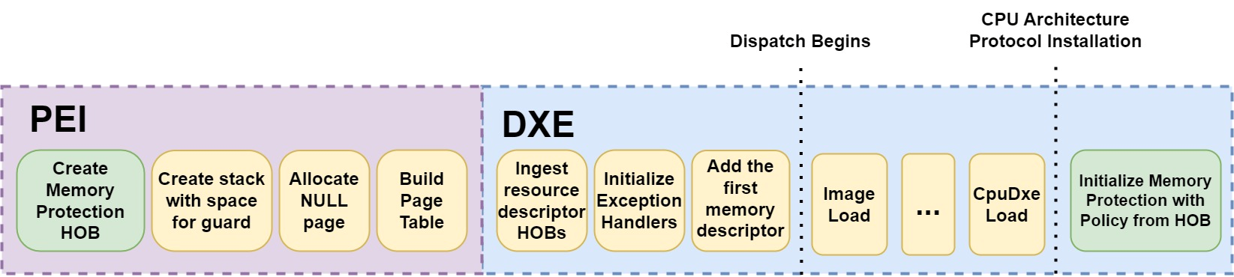 Dispatch Begins
CPU Architecture
Protocol Installation
PEI
DXE
Create
Memory
Protection
HOB
Create stack
with space
for guard
Allocate
NULL
page
Build
Page
Table
Ingest
resource
descriptor
HOBs
Initialize
Exception
Handlers
Add the
first
memory
descriptor
Image
Load
...
CpuDxe
Load
Initialize Memory
Protection with
Policy from HOB